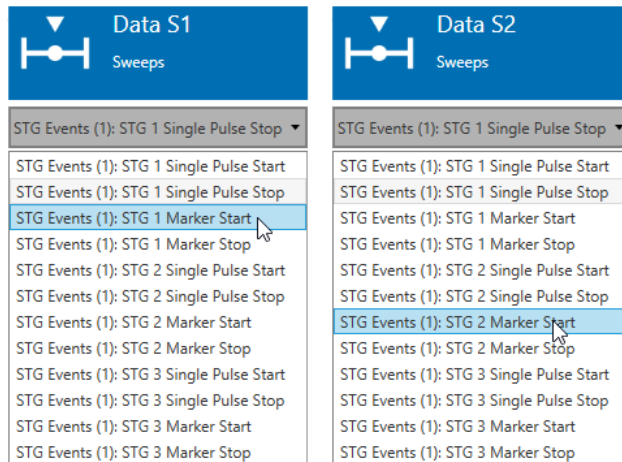 Data S1
Sweeps
STG Events (1): STG 1 Single Pulse Stop
STG Events (1): STG 1 Single Pulse Start
STG Events (1): STG 1 Single Pulse Stop
STG Events (1): STG 1 Marker Start
STG Events (1): STG 1 Marker Stop
STG Events (1): STG 2 Single Pulse Start
STG Events (1): STG 2 Single Pulse Stop
STG Events (1): STG 2 Marker Start
STG Events (1): STG 2 Marker Stop
STG Events (1): STG 3 Single Pulse Start
STG Events (1): STG 3 Single Pulse Stop
STG Events (1): STG 3 Marker Start
STG Events (1): STG 3 Marker Stop
Data S2
Sweeps
STG Events (1): STG 1 Single Pulse Stop
STG Events (1): STG 1 Single Pulse Start
STG Events (1): STG 1 Single Pulse Stop
STG Events (1): STG 1 Marker Start
STG Events (1): STG 1 Marker Stop
STG Events (1): STG 2 Single Pulse Start
STG Events (1): STG 2 Single Pulse Stop
STG Events (1): STG 2 Marker Start
STG Events (1): STG 2 Marker Stop
STG Events (1): STG 3 Single Pulse Start
STG Events (1): STG 3 Single Pulse Stop
STG Events (1): STG 3 Marker Start
STG Events (1): STG 3 Marker Stop